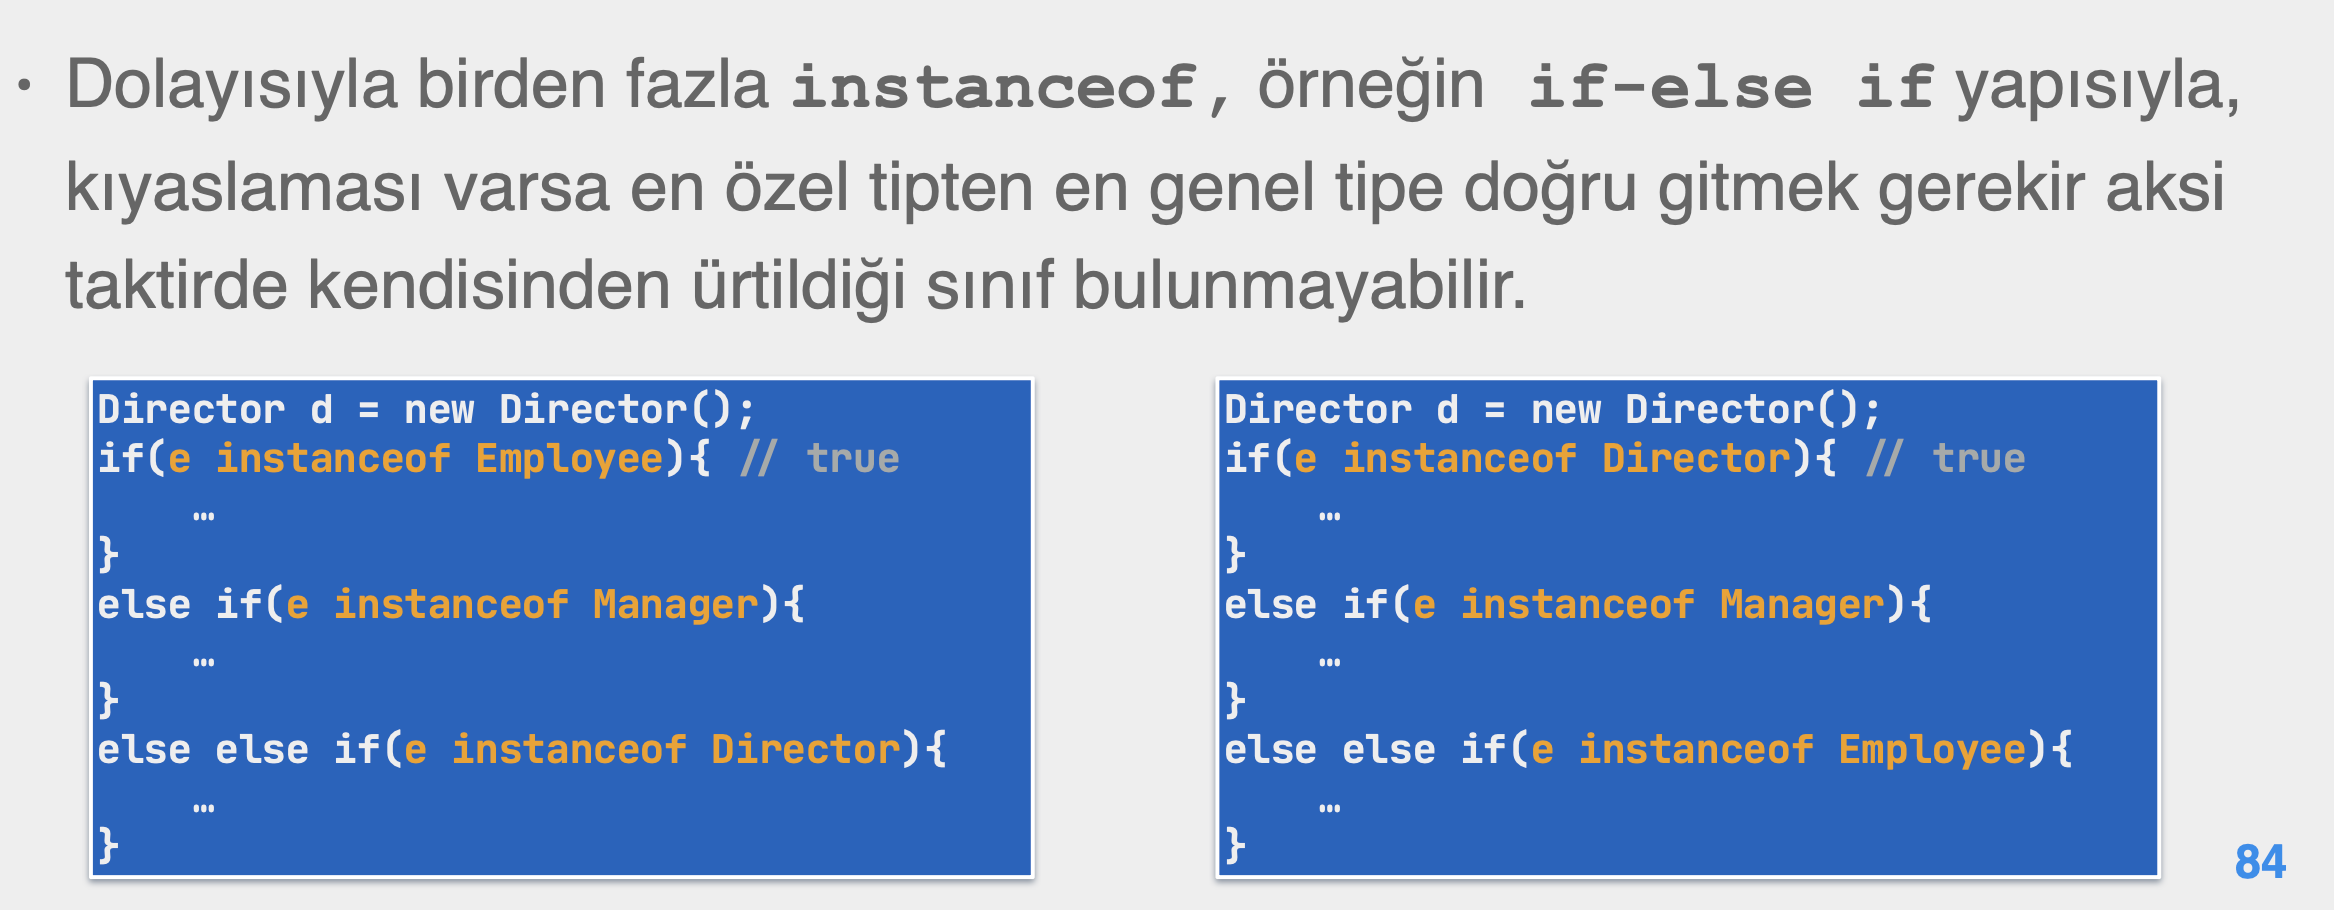 • Dolayısıyla birden fazla instanceof, örneğin if-else if yapısıyla,
kıyaslaması varsa en özel tipten en genel tipe doğru gitmek gerekir aksi
taktirde kendisinden ürtildiği sınıf bulunmayabilir.
Director d = new Director();
if(e instanceof Employee){ // true
…
}
else if(e instanceof Manager){
…
}
else else if(e instanceof Director){
…
}
Director d = new Director();
if(e instanceof Director){ // true
…
}
else if(e instanceof Manager){
…
}
else else if(e instanceof Employee){
…
}
84